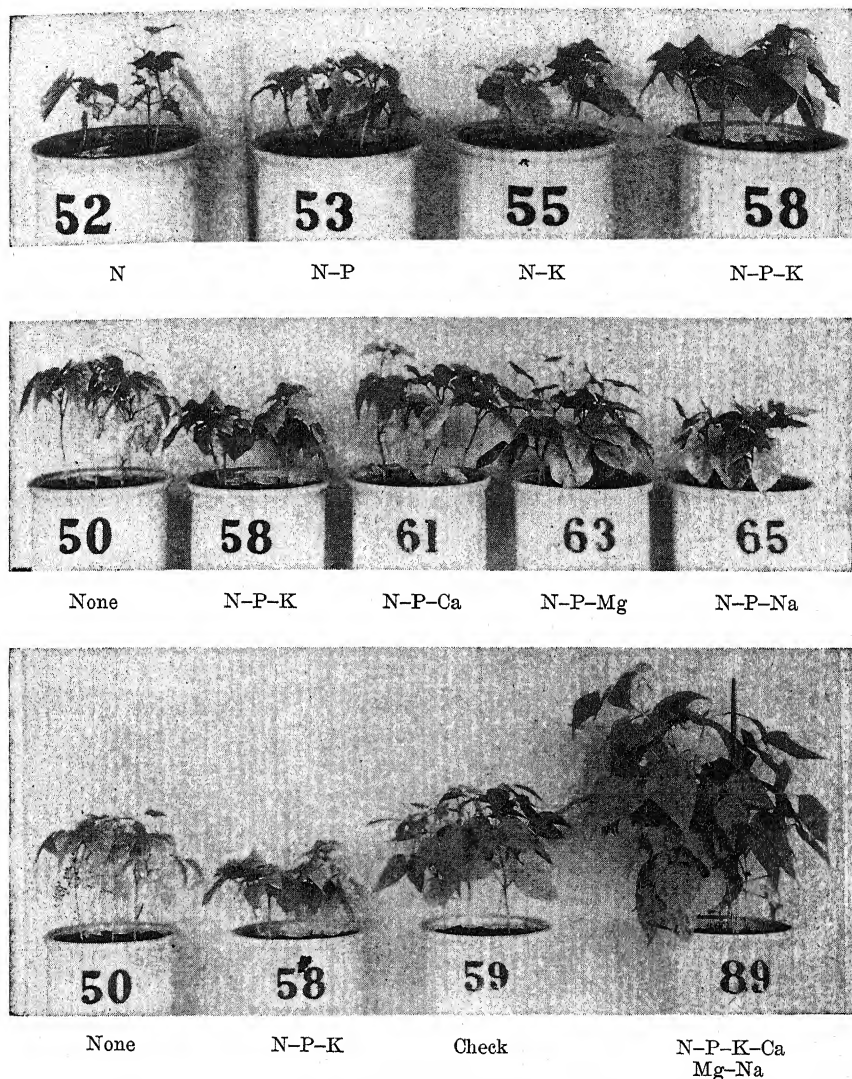 52 53 55 58
N N–P N–K N–P–K
50 58 61 63 65
None N–P–K N–P–Ca N–P–Mg N–P–Na
50 58 59 89
None N–P–K Check N–P–K–Ca
Mg–Na